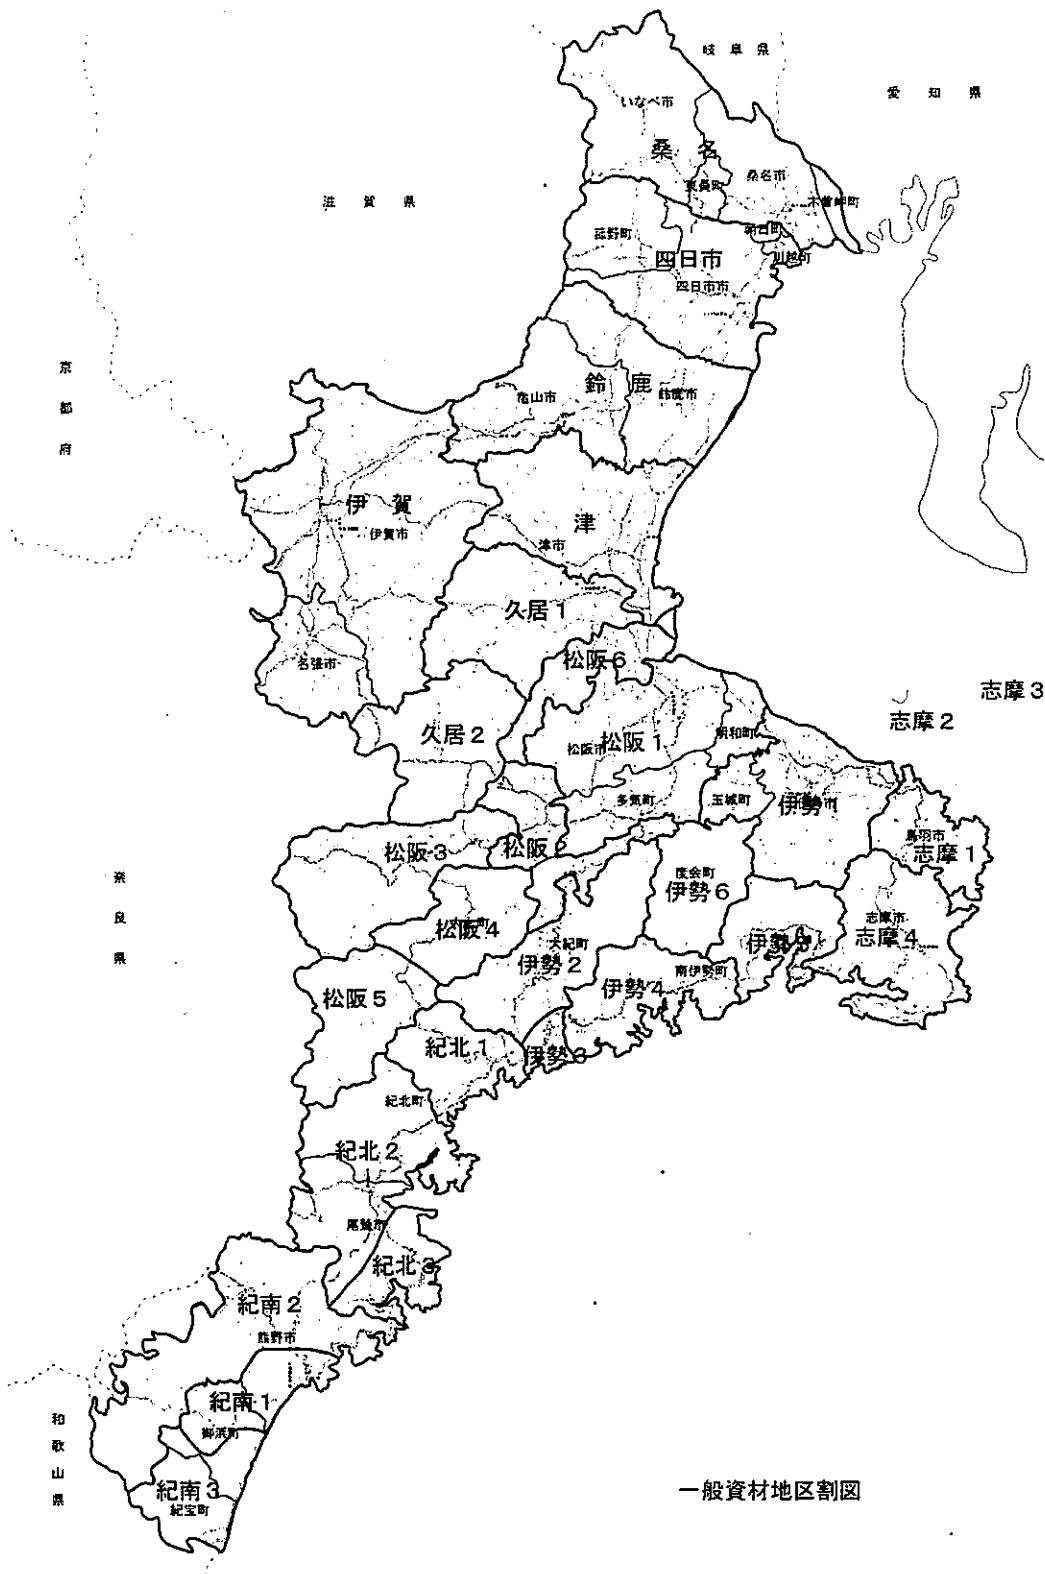 岐阜県
愛知県
いなべ市
桑名
桑名市
東員町
木曽岬町
滋賀県
菰野町
朝日町
四日市
川越町
四日市市
京都府
鈴鹿
亀山市
鈴鹿市
伊賀
伊賀市
津
津市
久居1
名張市
松阪6
志摩3
志摩2
久居2
松阪市
松阪1
明和町
多気町
玉城町
伊勢1
鳥羽市
志摩1
松阪3
松阪2
奈良県
度会町
伊勢6
志摩市
志摩4
松阪4
大紀町
伊勢5
伊勢2
南伊勢町
伊勢4
松阪5
紀北1
伊勢3
紀北町
紀北2
尾鷲市
紀北3
紀南2
熊野市
紀南1
御浜町
和歌山県
紀南3
紀宝町
一般資材地区割図